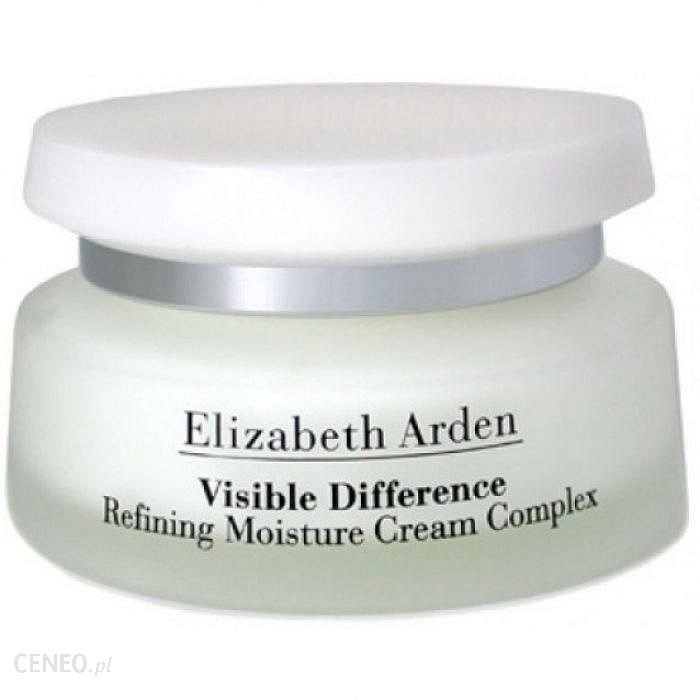 Elizabeth Arden
Visible Difference
Refining Moisture Cream Complex
CENEO.pl